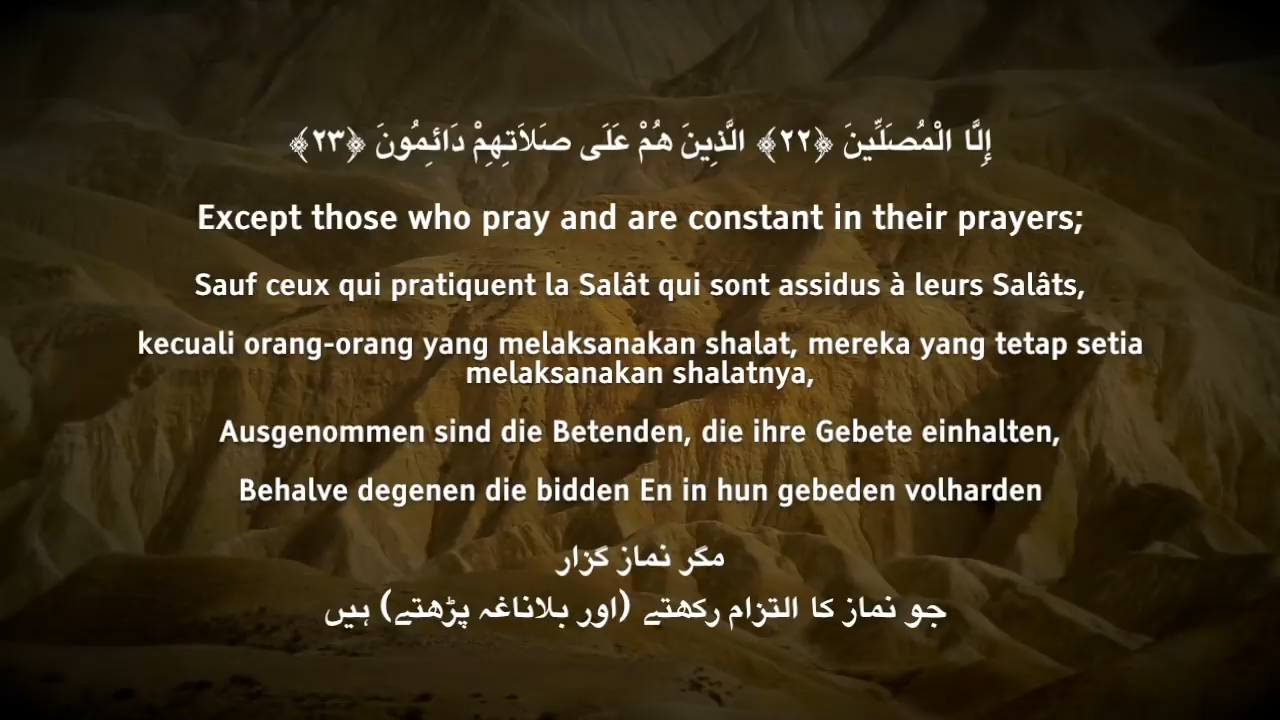 إِلَّا الْمُصَلِّينَ ﴿٢٢﴾ الَّذِينَ هُمْ عَلَى صَلَاتِهِمْ دَائِمُونَ ﴿٢٣﴾
Except those who pray and are constant in their prayers;
Sauf ceux qui pratiquent la Salât qui sont assidus à leurs Salâts,
kecuali orang-orang yang melaksanakan shalat, mereka yang tetap setia
melaksanakan shalatnya,
Ausgenommen sind die Betenden, die ihre Gebete einhalten,
Behalve degenen die bidden En in hun gebeden volharden
مگر نماز گزار
جو نماز کا التزام رکھتے (اور بلاناغہ پڑھتے) ہیں